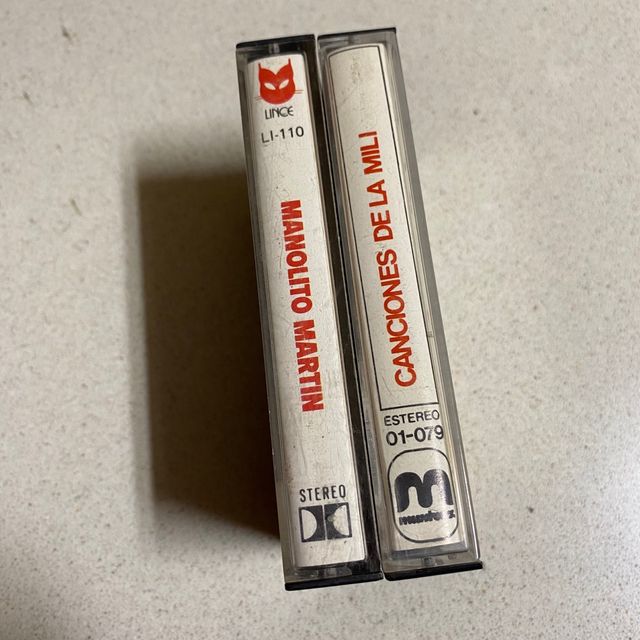 LINCE
LI-110
MANOLITO MARTIN
STEREO
CANCIONES DE LA MILI
ESTEREO
01-079
m